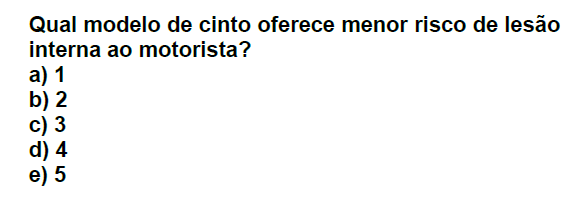 Qual modelo de cinto oferece menor risco de lesão
interna ao motorista?
a) 1
b) 2
c) 3
d) 4
e) 5